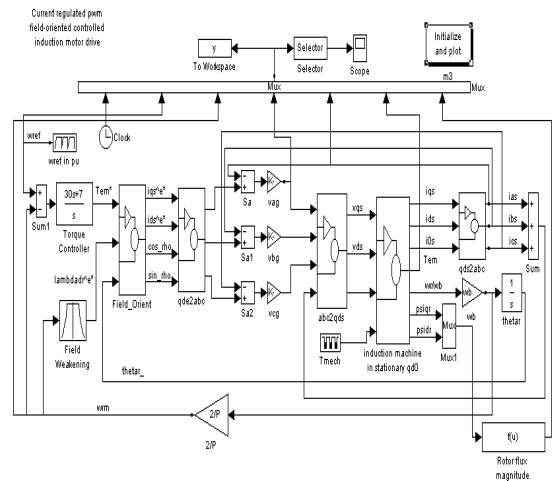 Current regulated pwm
field-oriented controlled
induction motor drive
y
To Workspace
Selector
Selector
Scope
Initialize
and plot
m3
Mux
Mux
Clock
wref
wref in pu
Sum1
30s+7
s
Torque
Controller
Tem*
iqs^e*
ids^e*
cos_rho
sin_rho
Field_Orient
qde2abc
Sa
vag
Sa1
vbg
Sa2
vcg
abc2qds
vqs
vds
Tmech
induction machine
in stationary qd0
iqs
ids
i0s
Tem
wr/wb
psiqr
psidr
qds2abc
ias
ibs
ics
Sum
wb
wb
1
s
thetar
Mux
Mux1
lambdadr^e*
Field
Weakening
thetar_
wrm
2/P
2/P
f(u)
Rotor flux
magnitude